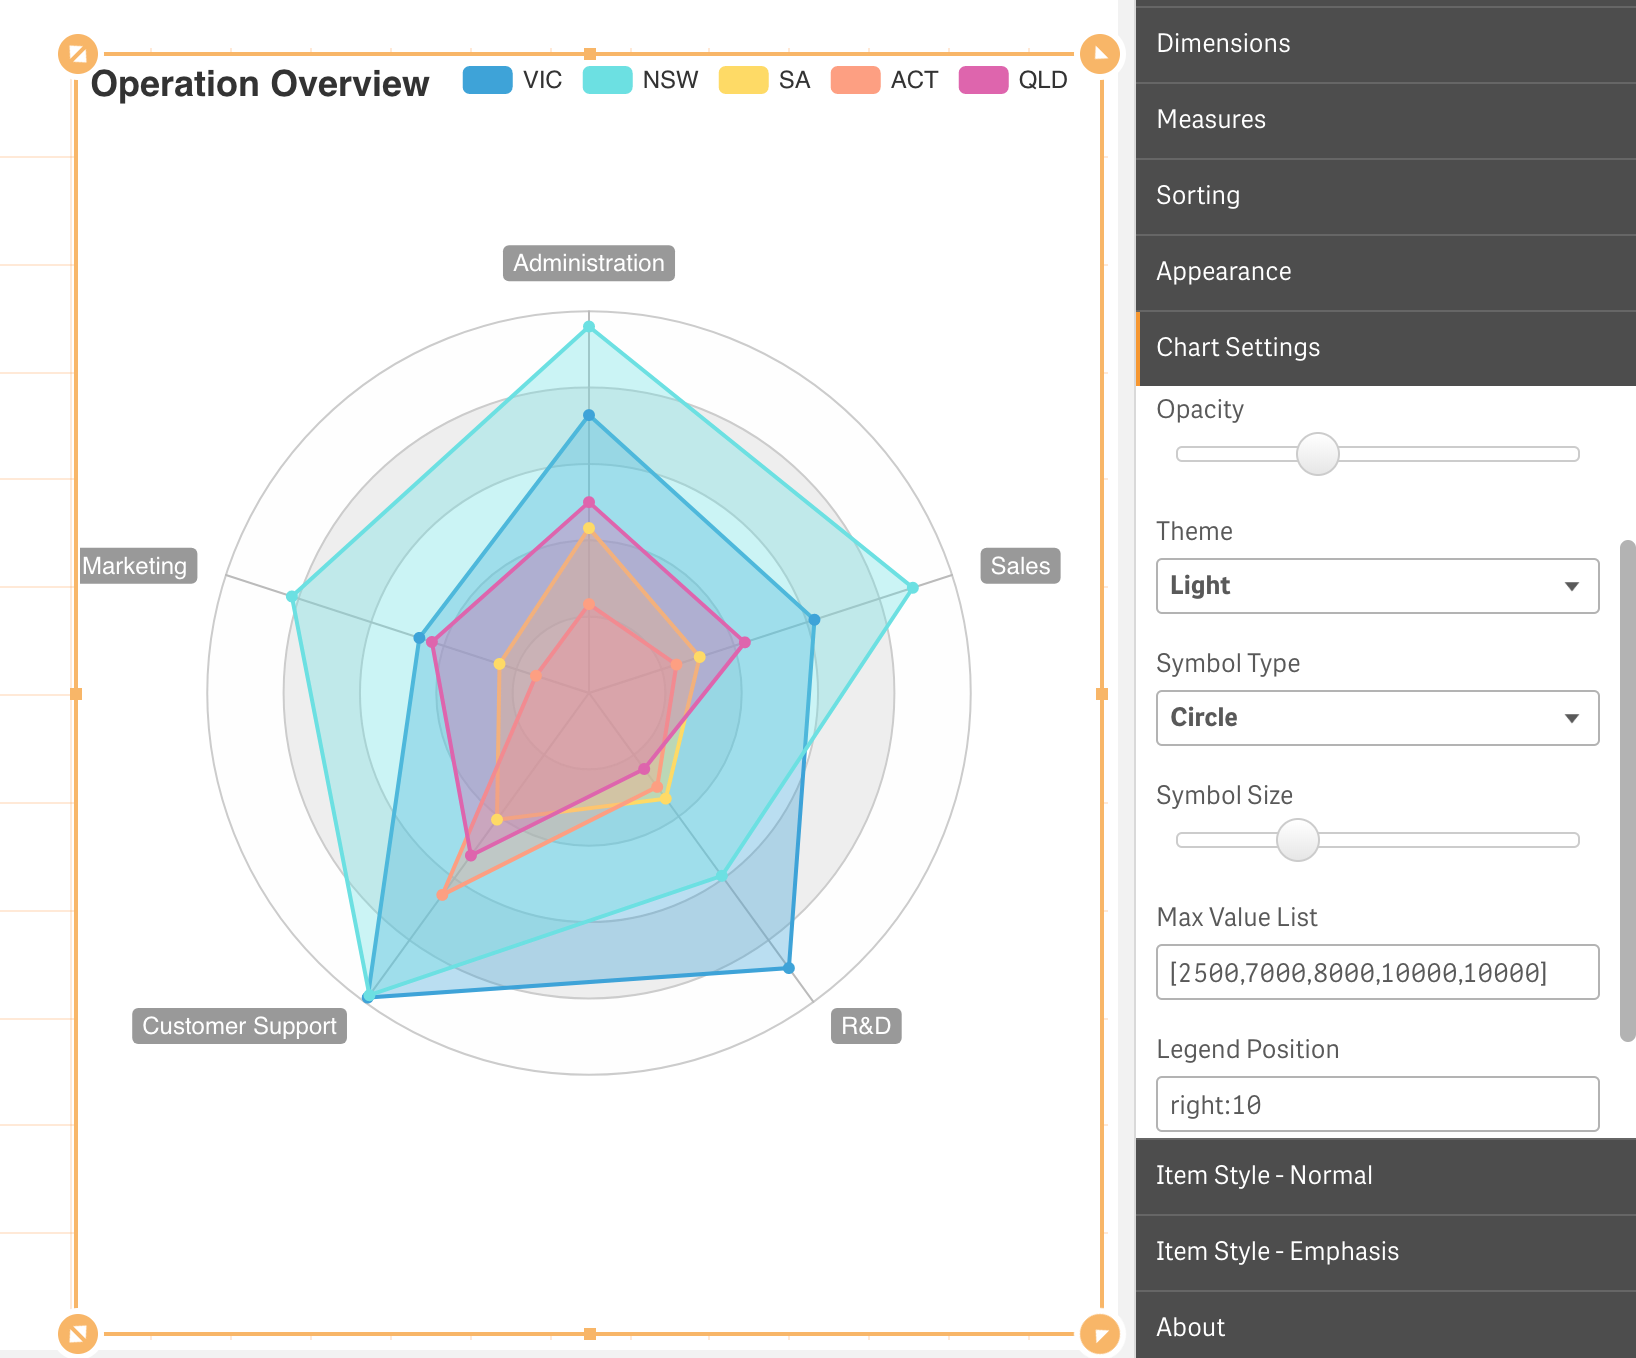 Operation Overview
VIC
NSW
SA
ACT
QLD
Administration
Marketing
Sales
Customer Support
R&D
Dimensions
Measures
Sorting
Appearance
Chart Settings
Opacity
Theme
Light
Symbol Type
Circle
Symbol Size
Max Value List
[2500,7000,8000,10000,10000]
Legend Position
right:10
Item Style - Normal
Item Style - Emphasis
About